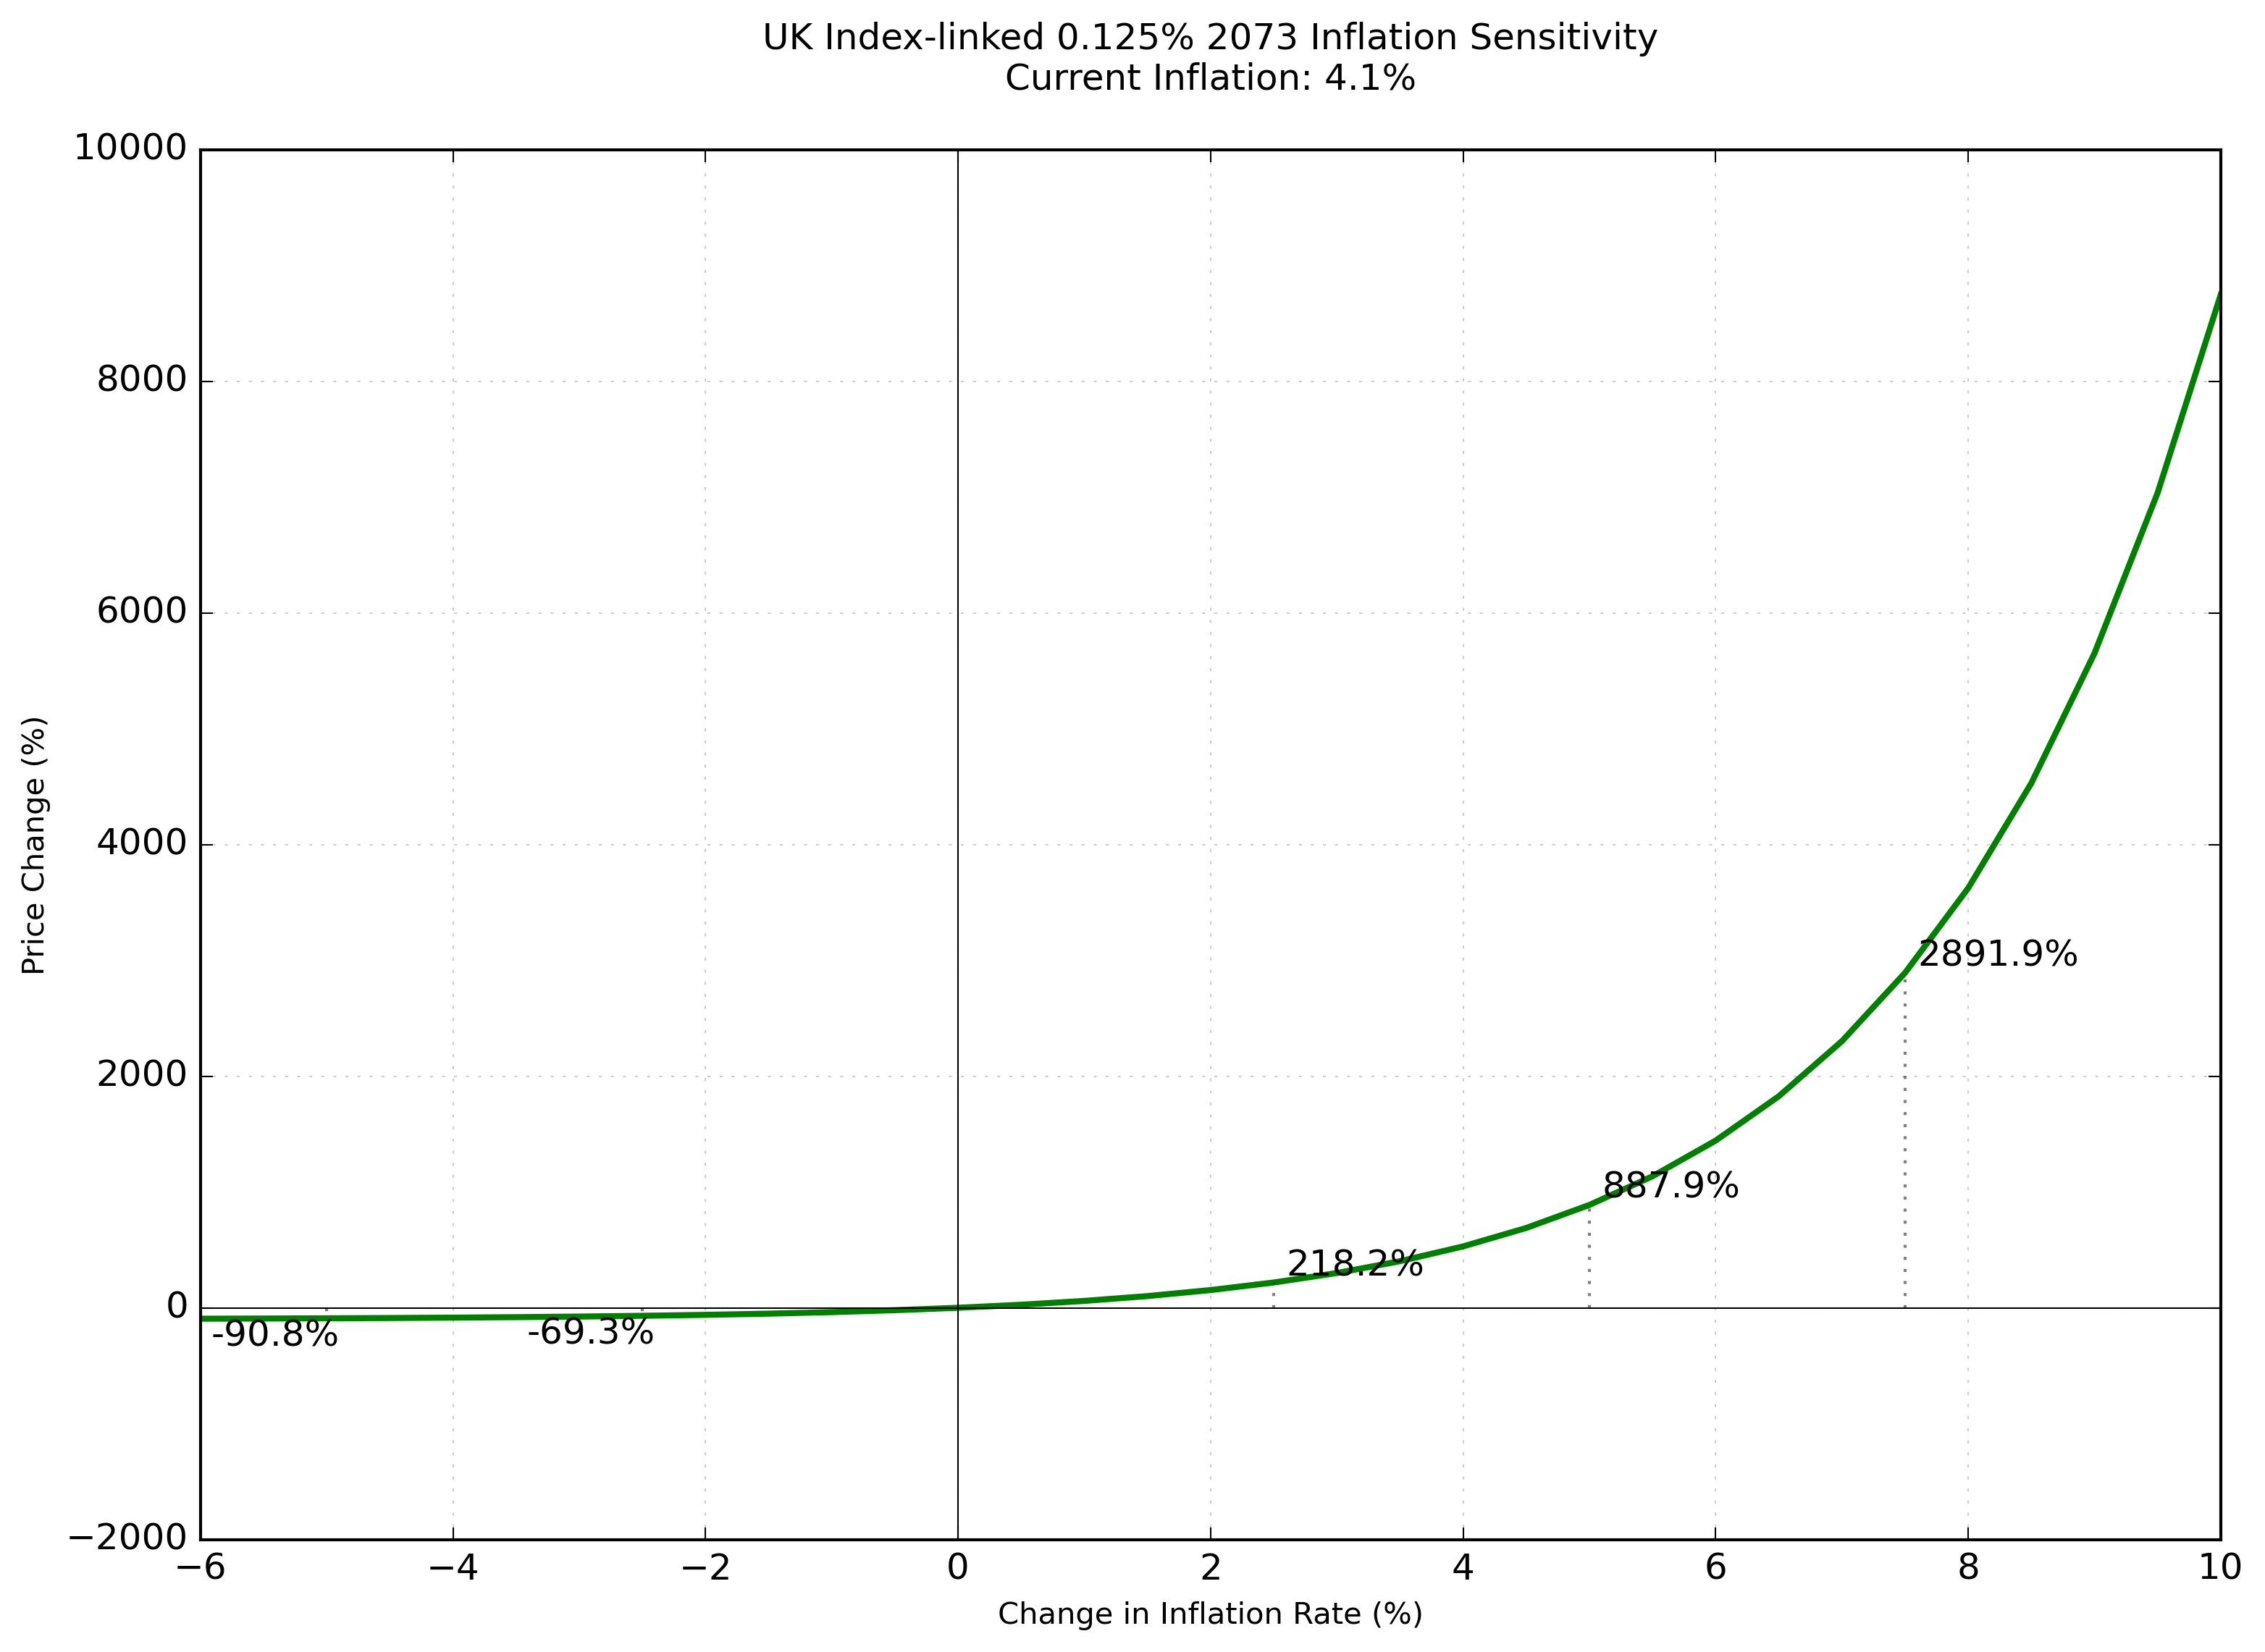 UK Index-linked 0.125% 2073 Inflation Sensitivity
Current Inflation: 4.1%
10000
8000
6000
4000
2000
0
−2000
Price Change (%)
2891.9%
887.9%
218.2%
-69.3%
-90.8%
−6 −4 −2 0 2 4 6 8 10
Change in Inflation Rate (%)